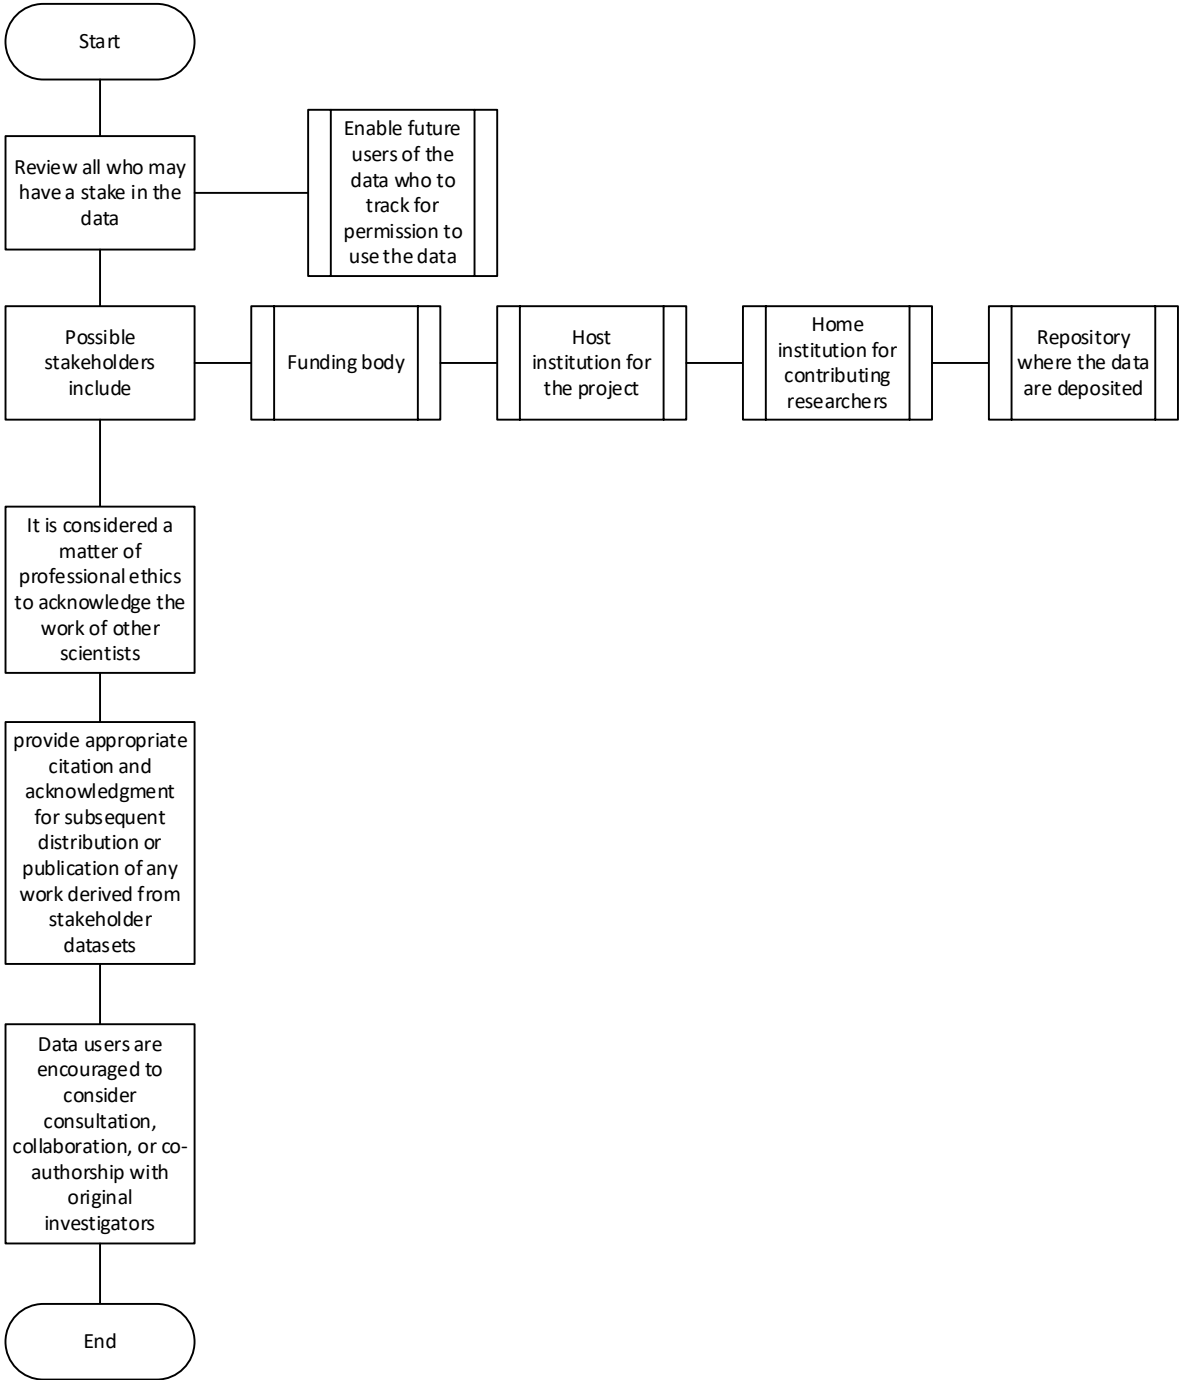 Start
Review all who may
have a stake in the
data
Enable future
users of the
data who to
track for
permission to
use the data
Possible
stakeholders
include
Funding body
Host
institution for
the project
Home
institution for
contributing
researchers
Repository
where the data
are deposited
It is considered a
matter of
professional ethics
to acknowledge the
work of other
scientists
provide appropriate
citation and
acknowledgment
for subsequent
distribution or
publication of any
work derived from
stakeholder
datasets
Data users are
encouraged to
consider
consultation,
collaboration, or co-
authorship with
original
investigators
End